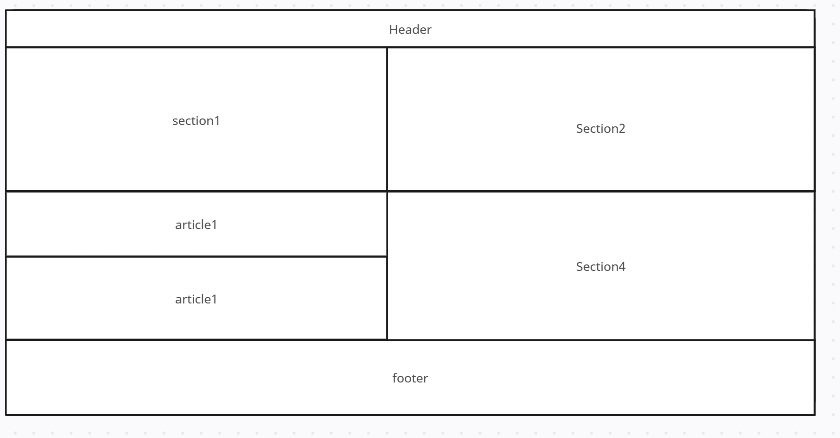 Header
section1
Section2
article1
Section4
article1
footer